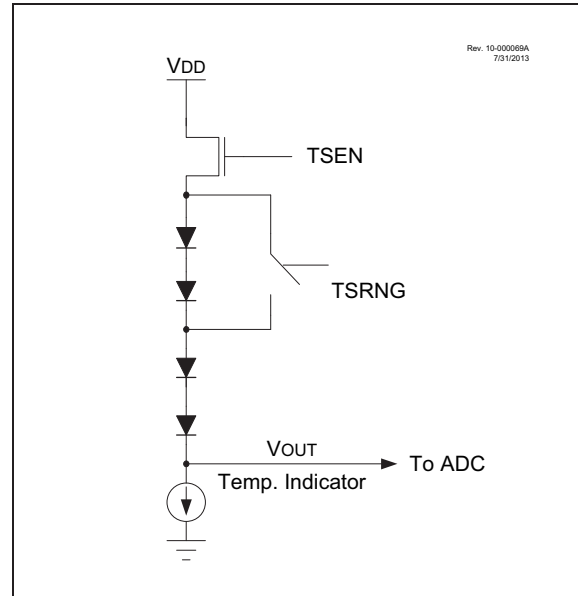 Rev. 10-000069A
7/31/2013
VDD
TSEN
TSRNG
VOUT
To ADC
Temp. Indicator